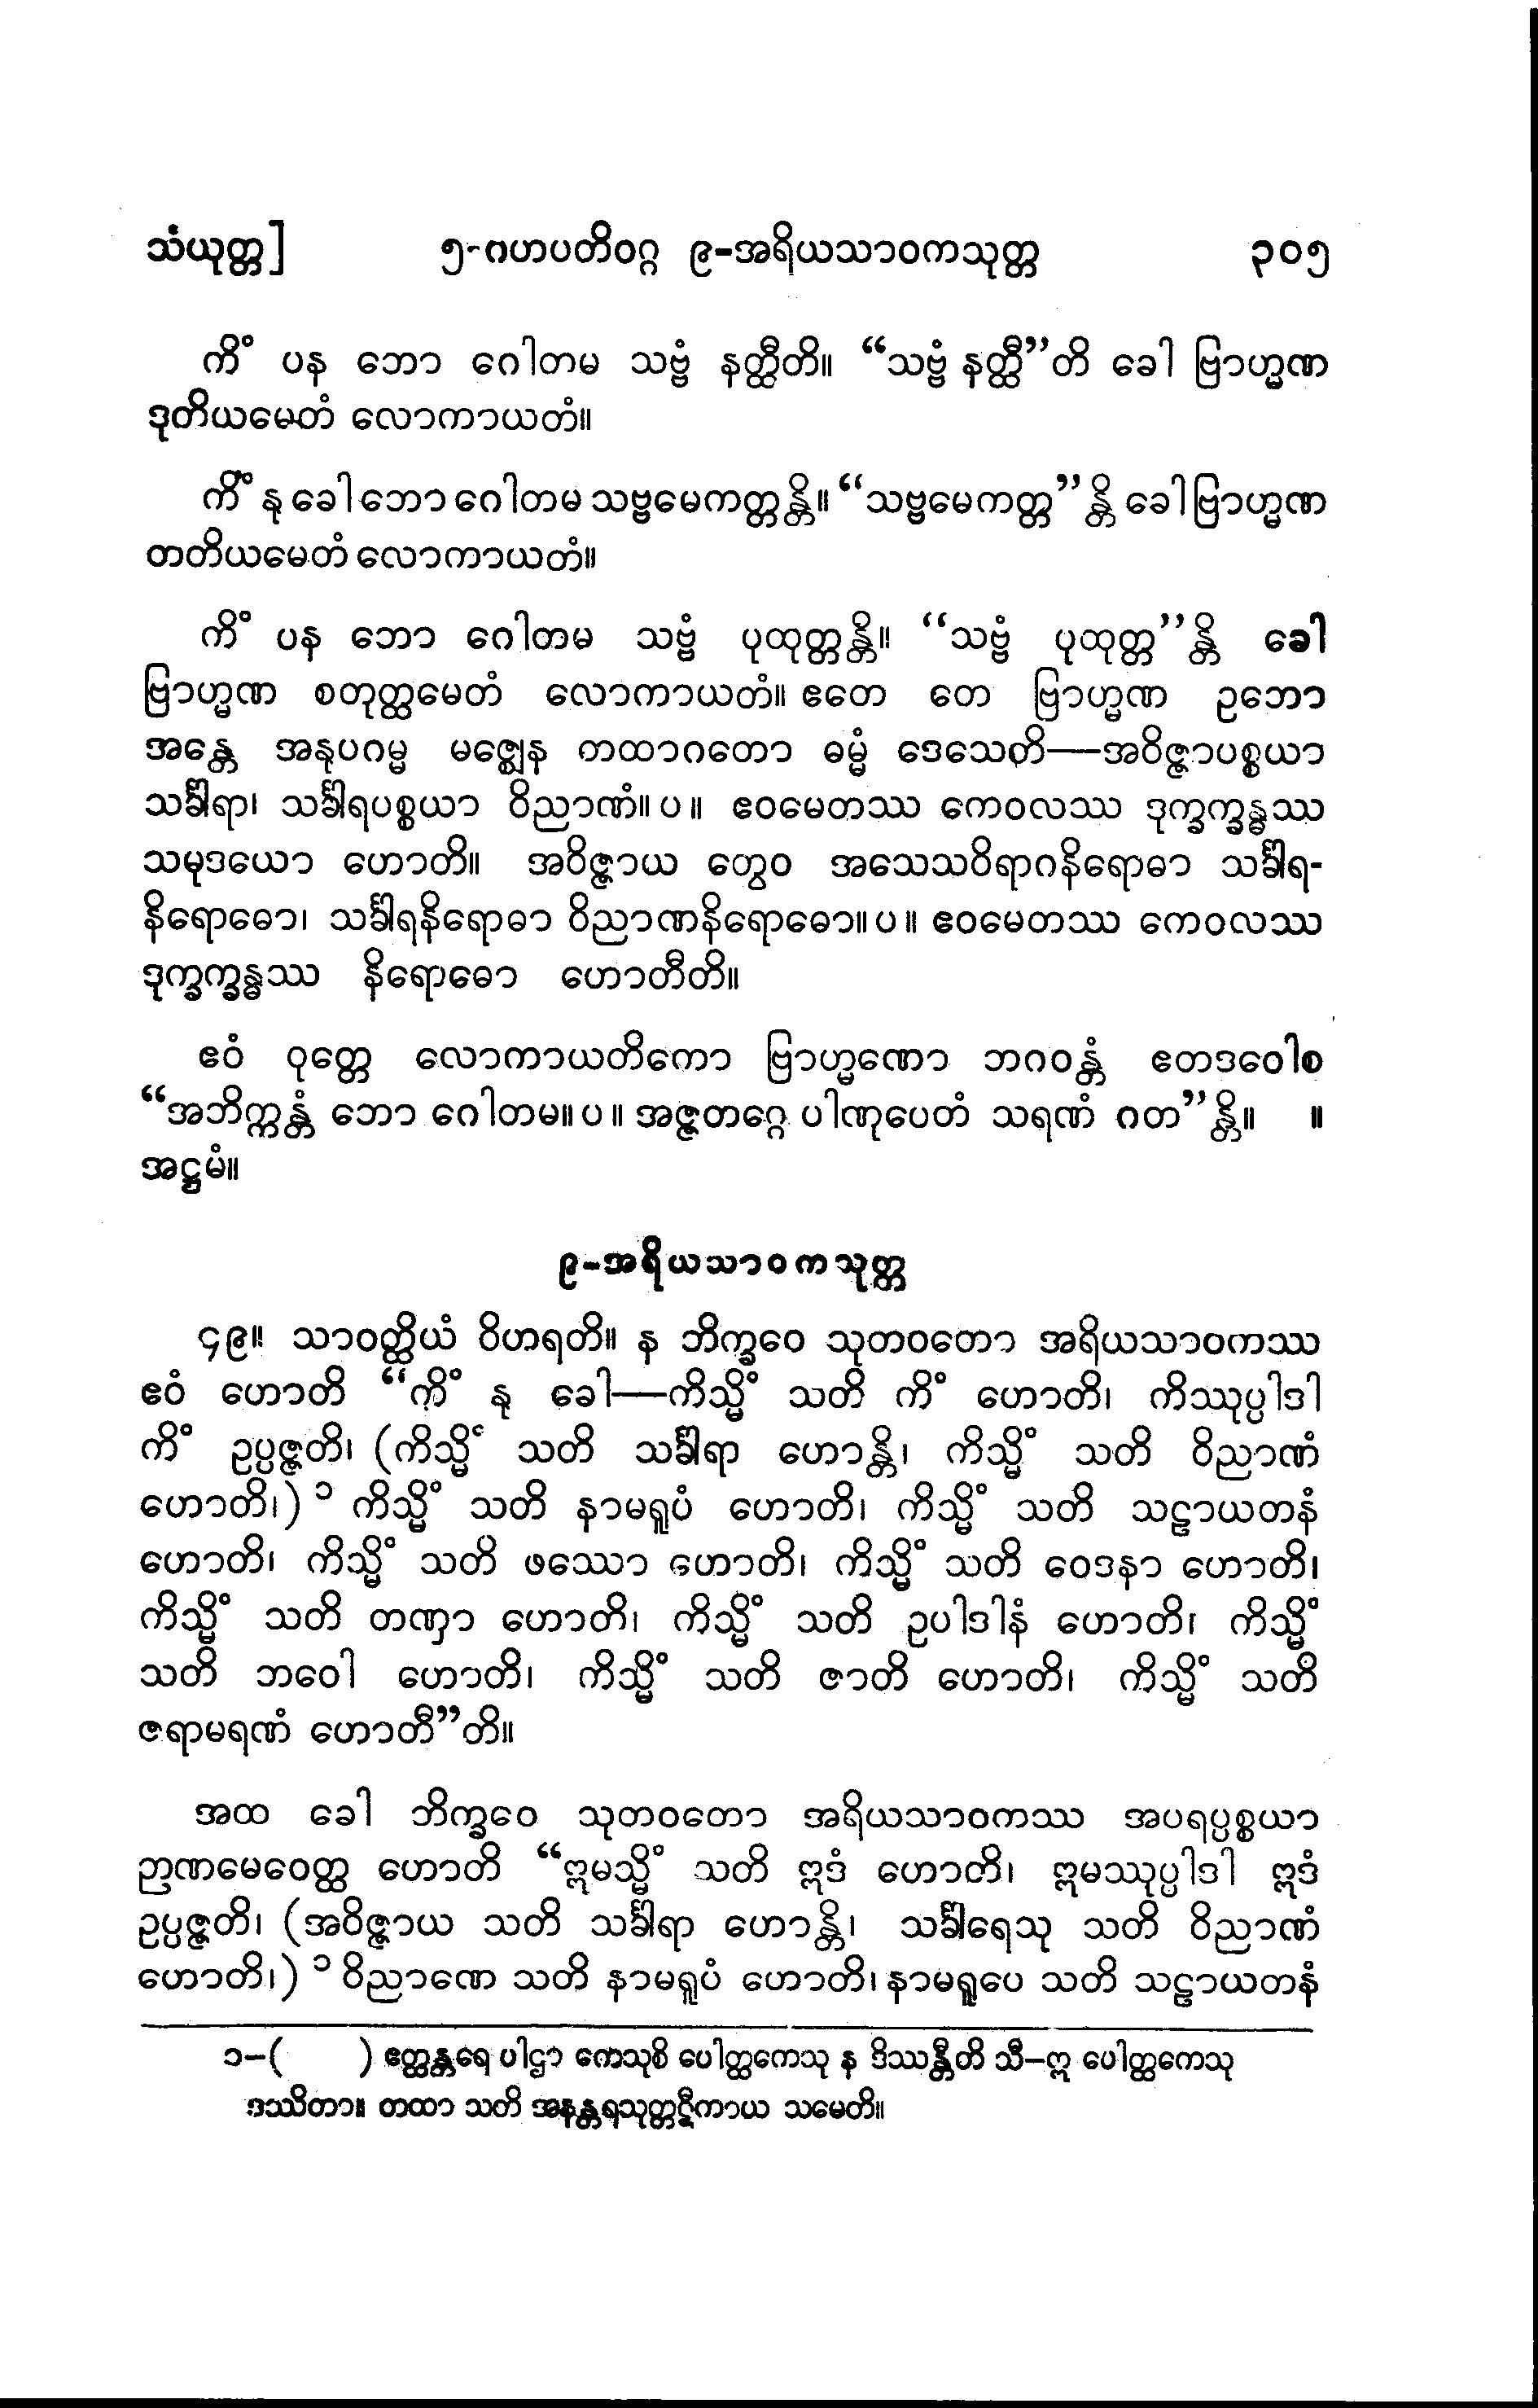 သံယုတ္တ] ၅-ဂဟပတိဝဂ္ဂ ၉-အရိယသာဝကသုတ္တ ၃၀၅
ကိံ ပန ဘော ဂေါတမ သဗ္ဗံ နတ္ထီတိ။ “သဗ္ဗံ နတ္ထီ”တိ ခေါ ဗြာဟ္မဏ
ဒုတိယမေတံ လောကာယတံ။
ကိံ နု ခေါ ဘော ဂေါတမ သဗ္ဗမေကတ္တန္တိ။ “သဗ္ဗမေကတ္တ”န္တိ ခေါ ဗြာဟ္မဏ
တတိယမေတံ လောကာယတံ။
ကိံ ပန ဘော ဂေါတမ သဗ္ဗံ ပုထုတ္တန္တိ။ “သဗ္ဗံ ပုထုတ္တ”န္တိ ခေါ
ဗြာဟ္မဏ စတုတ္ထမေတံ လောကာယတံ။ ဧတေ တေ ဗြာဟ္မဏ ဥဘော
အန္တေ အနုပဂမ္မ မဇ္ဈေန တထာဂတော ဓမ္မံ ဒေသေတိ—အဝိဇ္ဇာပစ္စယာ
သင်္ခါရာ၊ သင်္ခါရပစ္စယာ ဝိညာဏံ။ ပ ။ ဧဝမေတဿ ကေဝလဿ ဒုက္ခက္ခန္ဓဿ
သမုဒယော ဟောတိ။ အဝိဇ္ဇာယ တွေဝ အသေသဝိရာဂနိရောဓာ သင်္ခါရ-
နိရောဓော၊ သင်္ခါရနိရောဓာ ဝိညာဏနိရောဓော။ ပ ။ ဧဝမေတဿ ကေဝလဿ
ဒုက္ခက္ခန္ဓဿ နိရောဓော ဟောတီတိ။
ဧဝံ ဝုတ္တေ လောကာယတိကော ဗြာဟ္မဏော ဘဂဝန္တံ ဧတဒဝေါစ
“အဘိက္ကန္တံ ဘော ဂေါတမ။ ပ ။ အဇ္ဇတဂ္ဂေ ပါဏုပေတံ သရဏံ ဂတ”န္တိ။ ။
အဋ္ဌမံ။
၉-အရိယသာဝကသုတ္တ
၄၉။ သာဝတ္ထိယံ ဝိဟရတိ။ န ဘိက္ခဝေ သုတဝတော အရိယသာဝကဿ
ဧဝံ ဟောတိ “ကိံ နု ခေါ—ကိသ္မိံ သတိ ကိံ ဟောတိ၊ ကိဿုပ္ပါဒါ
ကိံ ဥပ္ပဇ္ဇတိ၊ (ကိသ္မိံ သတိ သင်္ခါရာ ဟောန္တိ၊ ကိသ္မိံ သတိ ဝိညာဏံ
ဟောတိ၊) ၁ ကိသ္မိံ သတိ နာမရူပံ ဟောတိ၊ ကိသ္မိံ သတိ သဠာယတနံ
ဟောတိ၊ ကိသ္မိံ သတိ ဖဿော ဟောတိ၊ ကိသ္မိံ သတိ ဝေဒနာ ဟောတိ၊
ကိသ္မိံ သတိ တဏှာ ဟောတိ၊ ကိသ္မိံ သတိ ဥပါဒါနံ ဟောတိ၊ ကိသ္မိံ
သတိ ဘဝေါ ဟောတိ၊ ကိသ္မိံ သတိ ဇာတိ ဟောတိ၊ ကိသ္မိံ သတိ
ဇရာမရဏံ ဟောတီ”တိ။
အထ ခေါ ဘိက္ခဝေ သုတဝတော အရိယသာဝကဿ အပရပ္ပစ္စယာ
ဉာဏမေဝေတ္ထ ဟောတိ “ဣမသ္မိံ သတိ ဣဒံ ဟောတိ၊ ဣမဿုပ္ပါဒါ ဣဒံ
ဥပ္ပဇ္ဇတိ၊ (အဝိဇ္ဇာယ သတိ သင်္ခါရာ ဟောန္တိ၊ သင်္ခါရေသု သတိ ဝိညာဏံ
ဟောတိ၊) ၁ ဝိညာဏေ သတိ နာမရူပံ ဟောတိ၊ နာမရူပေ သတိ သဠာယတနံ
၁-( ) ဧတ္ထန္တရေ ပါဌာ ကေသုစိ ပေါတ္ထကေသု န ဒိဿန္တီတိ သီ-ဣ ပေါတ္ထကေသု
ဒဿိတာ။ တထာ သတိ အနန္တရသုတ္တဋီကာယ သမေတိ။